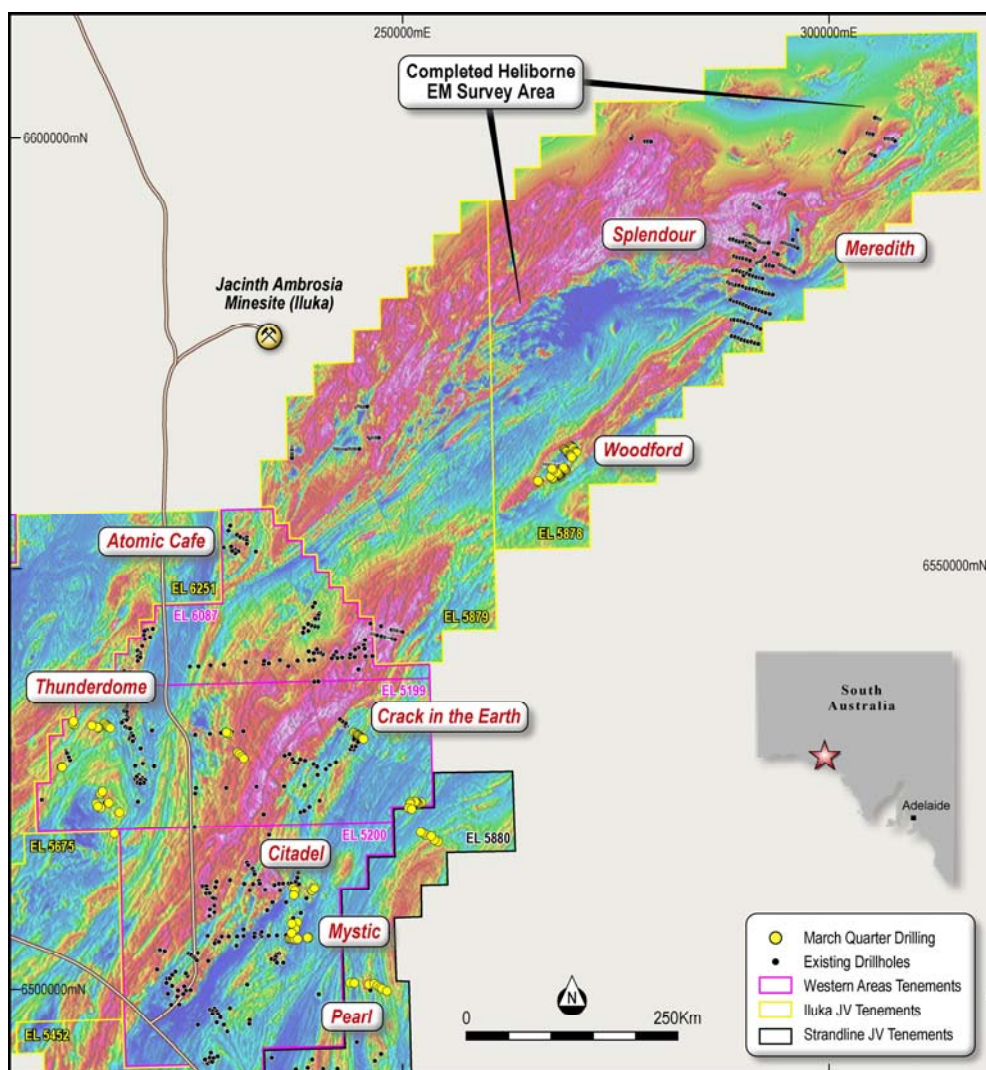 250000mE
300000mE
Completed Heliborne
EM Survey Area
6600000mN
Splendour
Meredith
Jacinth Ambrosia
Minesite (Iluka)
Woodford
Atomic Cafe
EL 5878
6550000mN
EL 6251
EL 6087
EL 5879
Thunderdome
EL 5199
Crack in the Earth
South
Australia
Adelaide
EL 5675
EL 5200
EL 5880
Citadel
Mystic
6500000mN
Pearl
EL 5452
N
0
250Km
March Quarter Drilling
Existing Drillholes
Western Areas Tenements
Iluka JV Tenements
Strandline JV Tenements